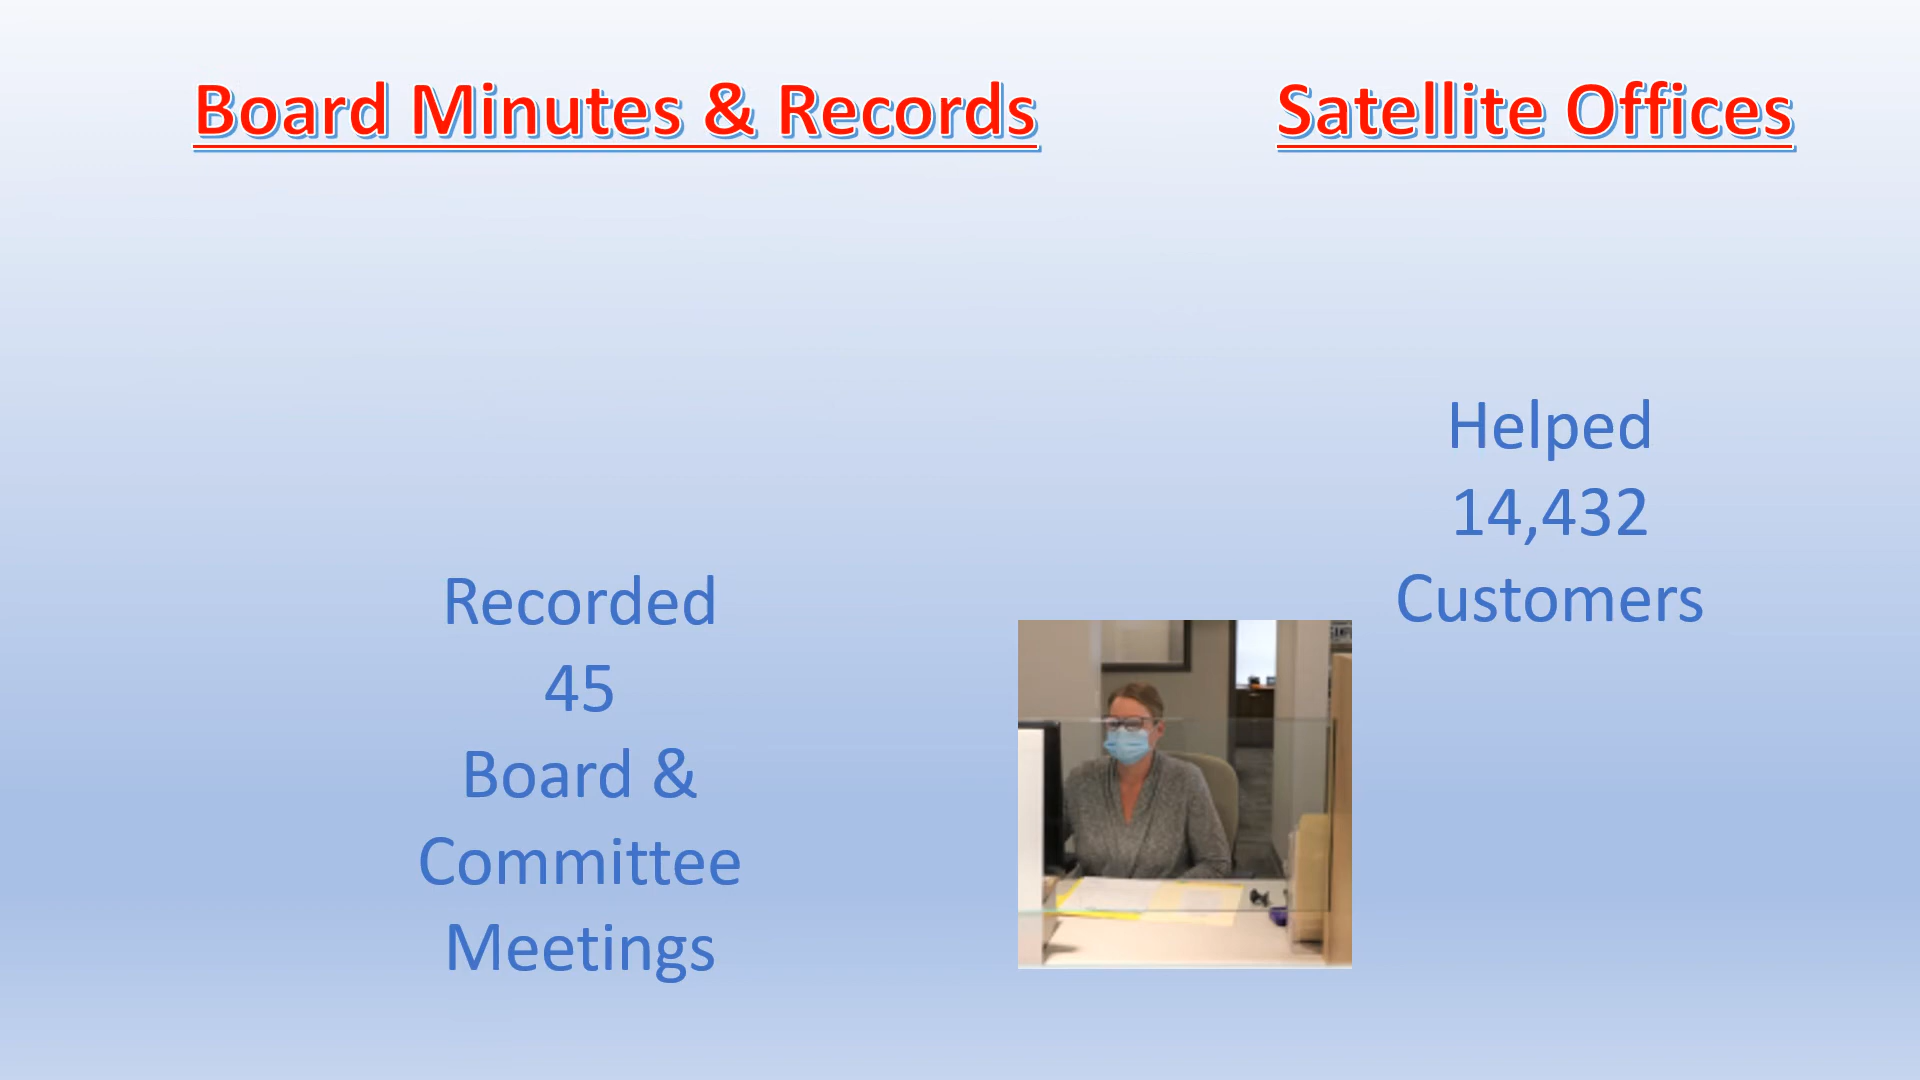 Board Minutes & Records
Satellite Offices
Helped
14,432
Customers
Recorded
45
Board &
Committee
Meetings